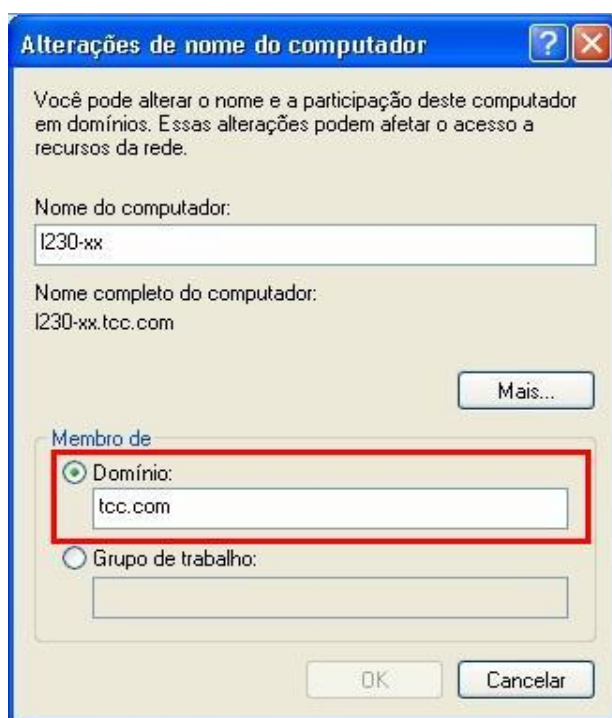 Alterações de nome do computador
Você pode alterar o nome e a participação deste computador
em domínios. Essas alterações podem afetar o acesso a
recursos da rede.
Nome do computador:
l230-xx
Nome completo do computador:
l230-xx.tcc.com
Mais...
Membro de
Domínio:
tcc.com
Grupo de trabalho:
OK
Cancelar